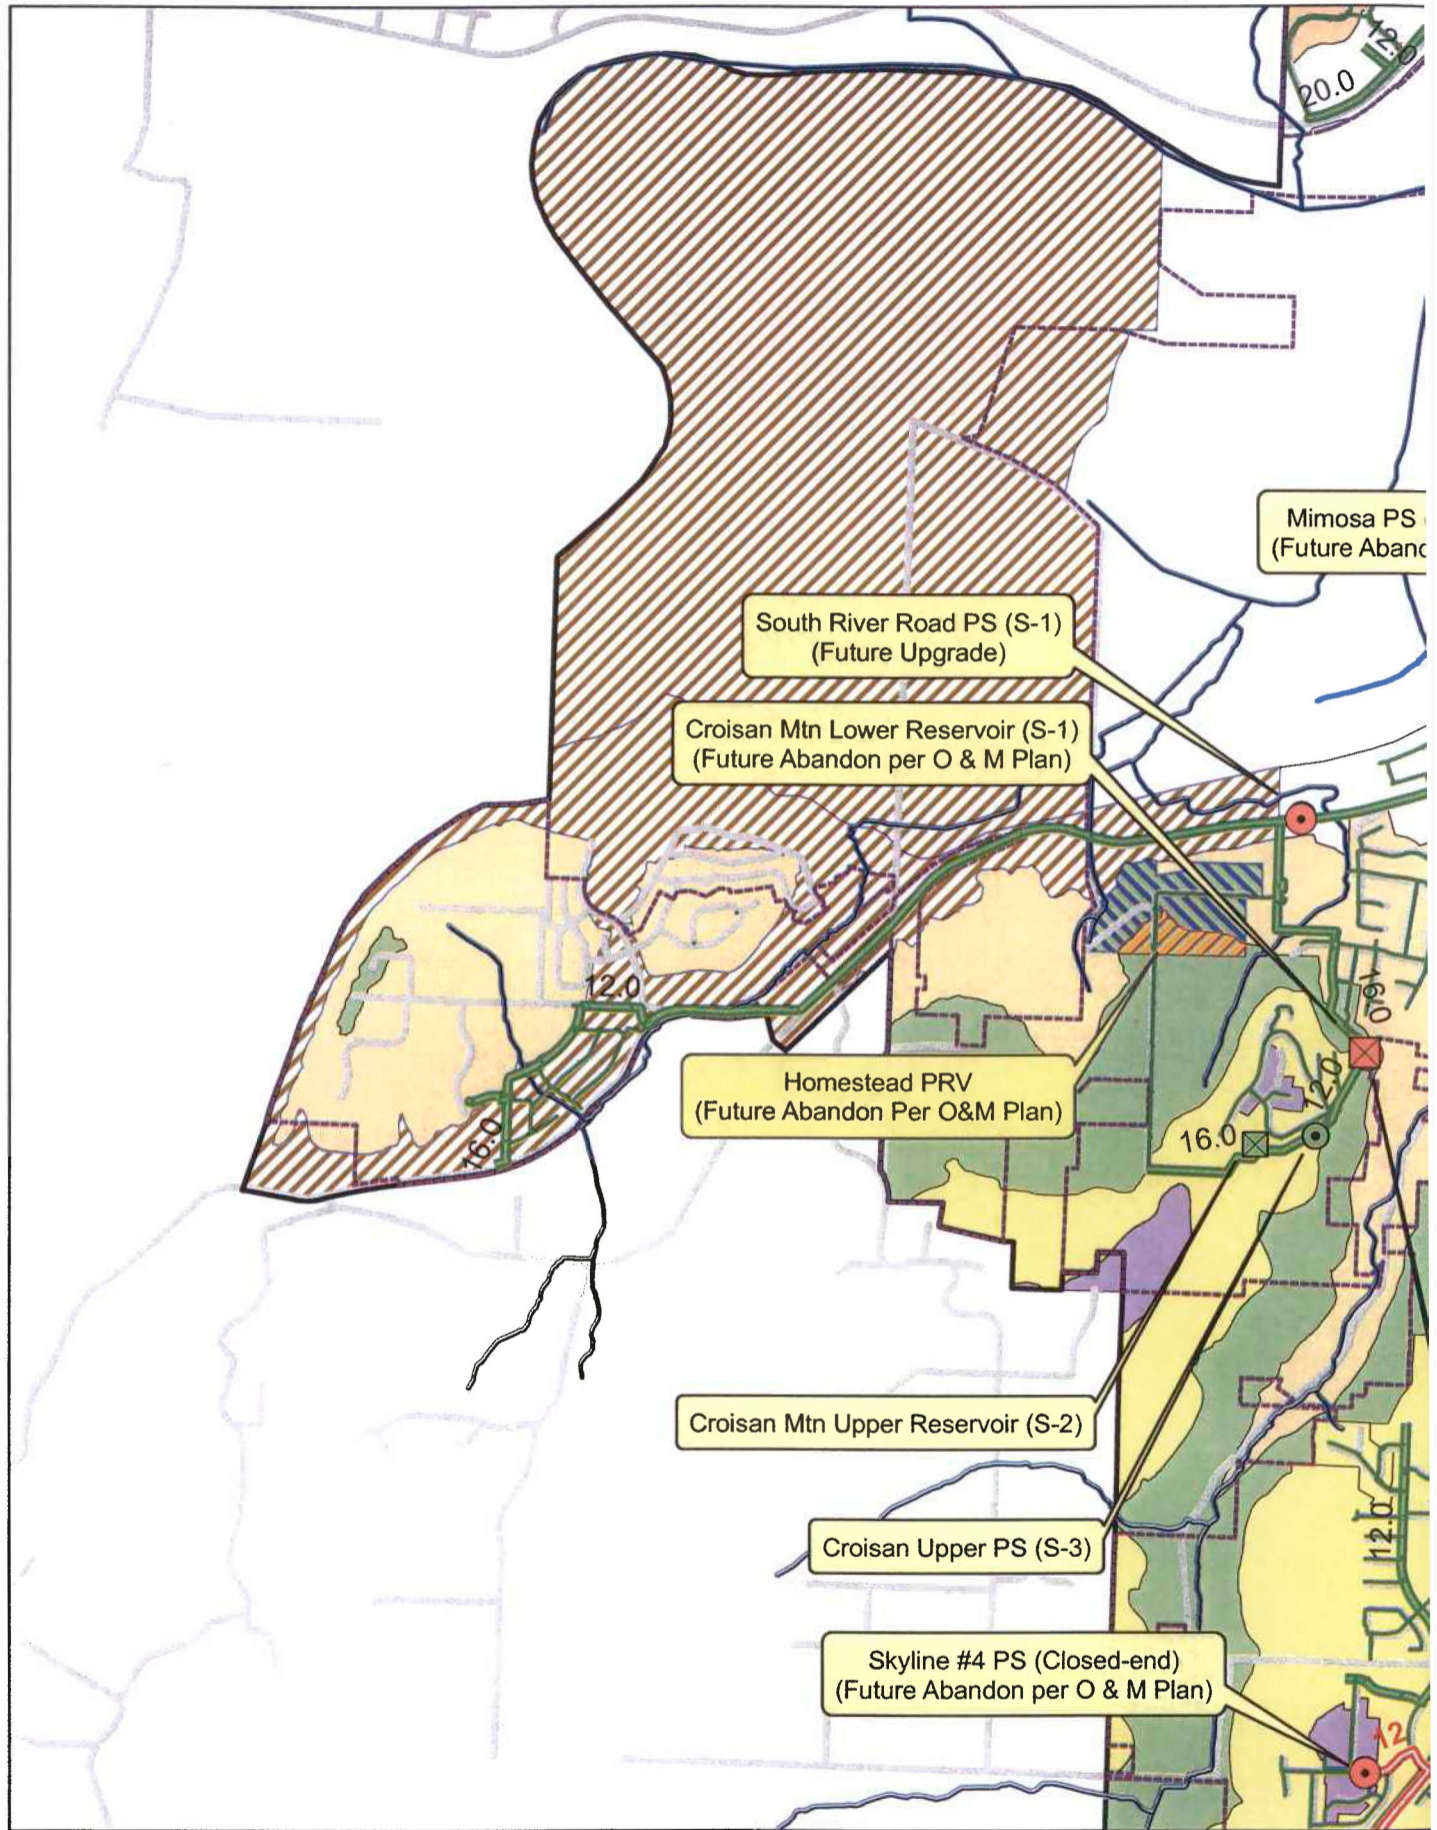 12.0
20.0
Mimosa PS
(Future Aband
South River Road PS (S-1)
(Future Upgrade)
Croisan Mtn Lower Reservoir (S-1)
(Future Abandon per O & M Plan)
12.0
16.0
Homestead PRV
(Future Abandon Per O&M Plan)
12.0
16.0
16.0
Croisan Mtn Upper Reservoir (S-2)
12.0
Croisan Upper PS (S-3)
Skyline #4 PS (Closed-end)
(Future Abandon per O & M Plan)
12